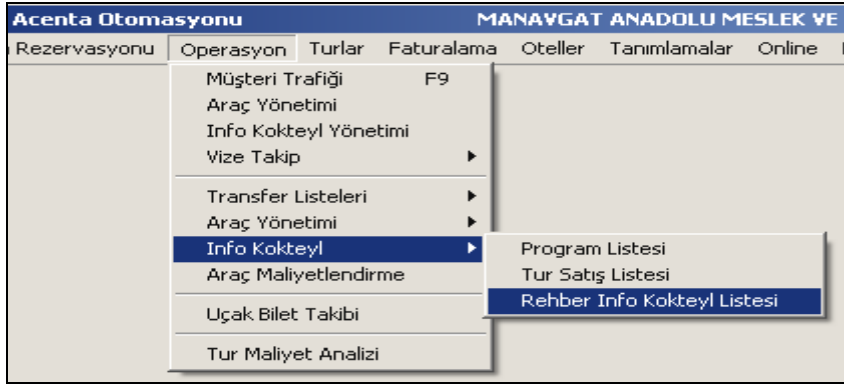 Acenta Otomasyonu MANAVGAT ANADOLU MESLEK VE
Rezervasyonu Operasyon Turlar Faturalama Oteller Tanımlamalar Online
Müşteri Trafiği F9
Araç Yönetimi
Info Kokteyl Yönetimi
Vize Takip
Transfer Listeleri
Araç Yönetimi
Info Kokteyl
Program Listesi
Araç Maliyetlendirme
Tur Satış Listesi
Rehber Info Kokteyl Listesi
Uçak Bilet Takibi
Tur Maliyet Analizi